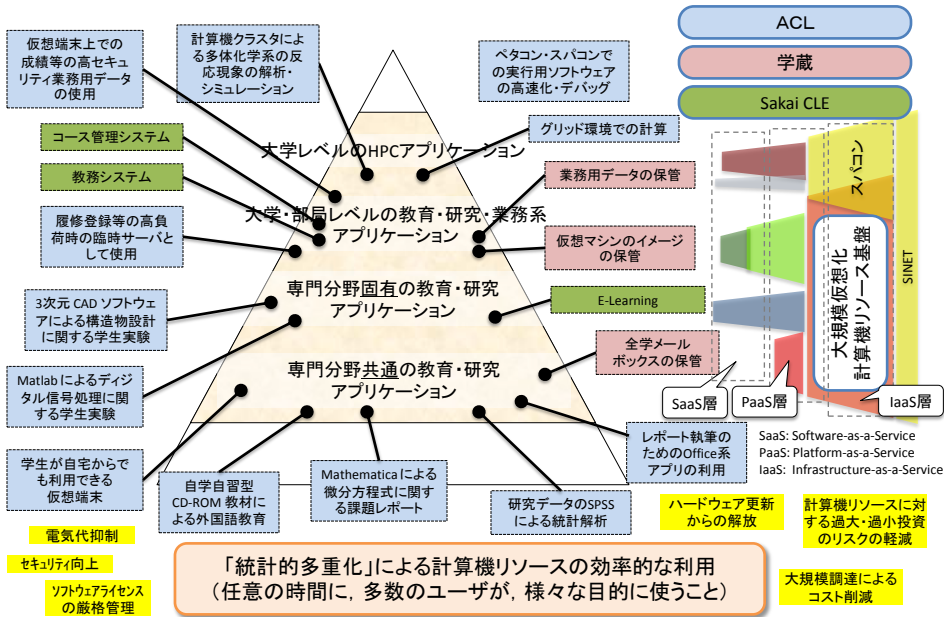 仮想端末上での
成績等の高セキュ
リティ業務用データ
の使用
計算機クラスタに
よる多体化学系の反
応現象の解析・
シミュレーション
ペタコン・スパコンで
の実行用ソフトウェア
の高速化・デバッグ
ACL
学蔵
Sakai CLE
コース管理システム
グリッド環境での計算
大学レベルのHPCアプリケーション
教務システム
業務用データの保管
履修登録等の高負
荷時の臨時サーバと
して使用
大学・部局レベルの教育・研究・業務系
アプリケーション
仮想マシンのイメージ
の保管
3次元 CAD ソフトウェ
アによる構造物設計
に関する学生実験
専門分野固有の教育・研究
アプリケーション
E-Learning
Matlab によるディジ
タル信号処理に関
する学生実験
専門分野共通の教育・研究
アプリケーション
全学メール
ボックスの保管
スパコン
大規模仮想化
計算機リソース基盤
SINET
SaaS層
PaaS層
IaaS層
SaaS: Software-as-a-Service
PaaS: Platform-as-a-Service
IaaS: Infrastructure-as-a-Service
学生が自宅からで
も利用できる
仮想端末
自学自習型
CD-ROM 教材に
よる外国語教育
Mathematica による
微分方程式に関す
る課題レポート
研究データのSPSS
による統計解析
レポート執筆の
ためのOffice系
アプリの利用
電気代抑制
セキュリティ向上
ソフトウェアライセンス
の厳格管理
「統計的多重化」による計算機リソースの効率的な利用
(任意の時間に, 多数のユーザが, 様々な目的に使うこと)
ハードウェア更新
からの解放
計算機リソースに対
する過大・過小投資
のリスクの軽減
大規模調達による
コスト削減